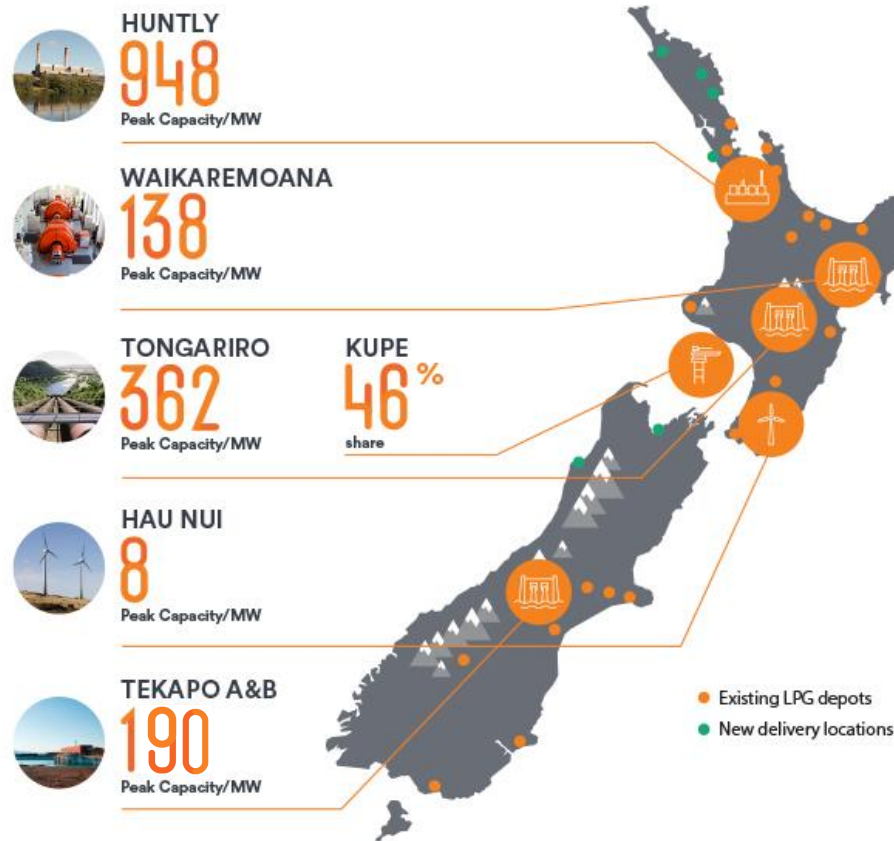 HUNTLY
948
Peak Capacity/MW
WAIKAREMOANA
138
Peak Capacity/MW
TONGARIRO
362
Peak Capacity/MW
KUPE
46%
share
HAU NUI
8
Peak Capacity/MW
TEKAPO A&B
190
Peak Capacity/MW
Existing LPG depots
New delivery locations